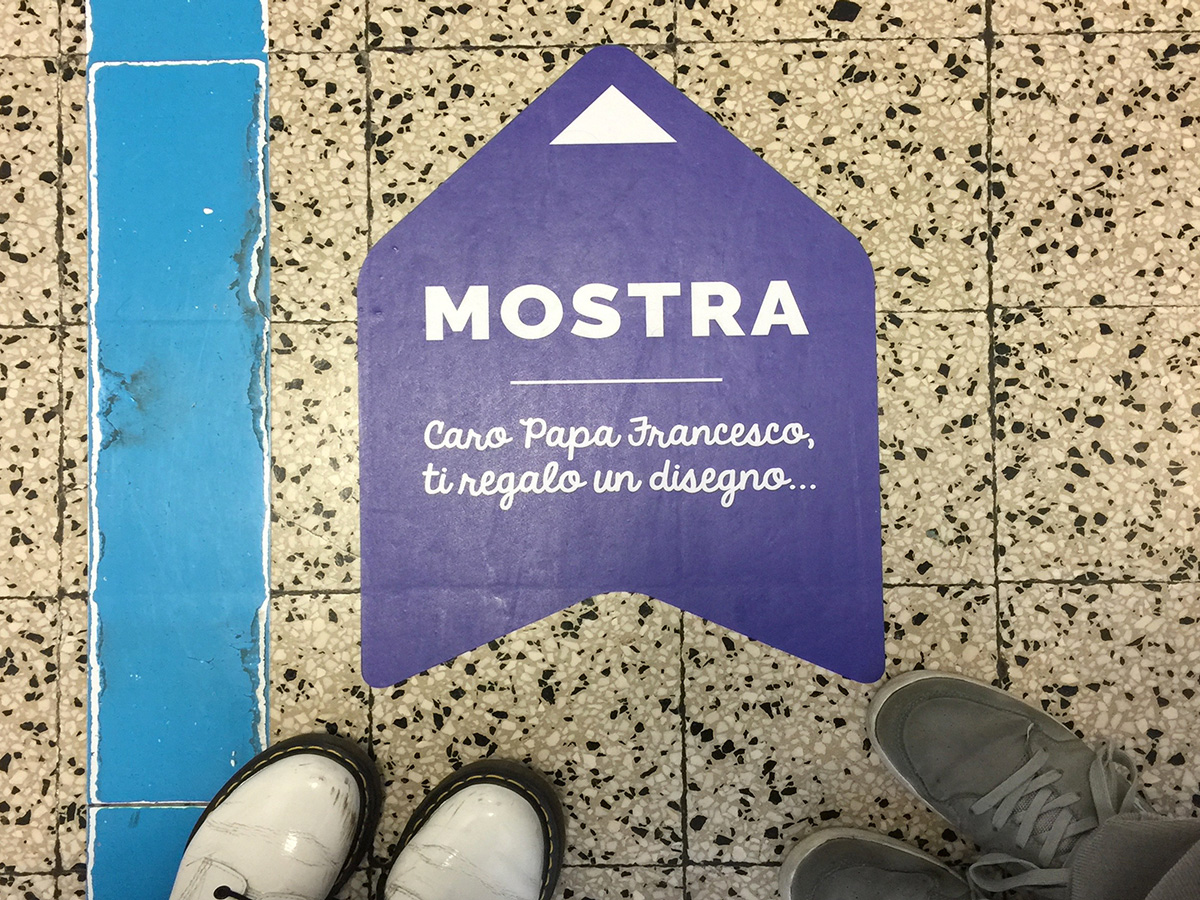 MOSTRA
Caro Papa Francesco,
ti regalo un disegno...